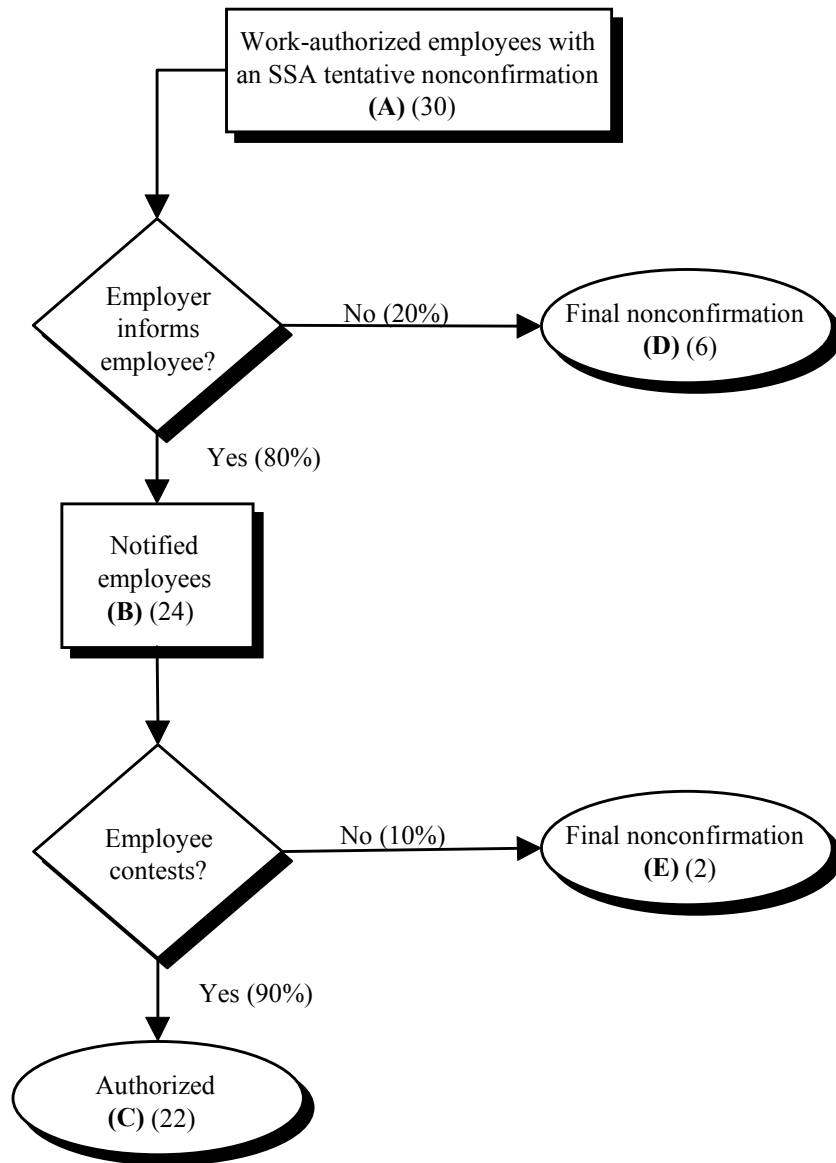 Work-authorized employees with
an SSA tentative nonconfirmation
(A) (30)
Employer
informs
employee?
No (20%)
Final nonconfirmation
(D) (6)
Yes (80%)
Notified
employees
(B) (24)
Employee
contests?
No (10%)
Final nonconfirmation
(E) (2)
Yes (90%)
Authorized
(C) (22)